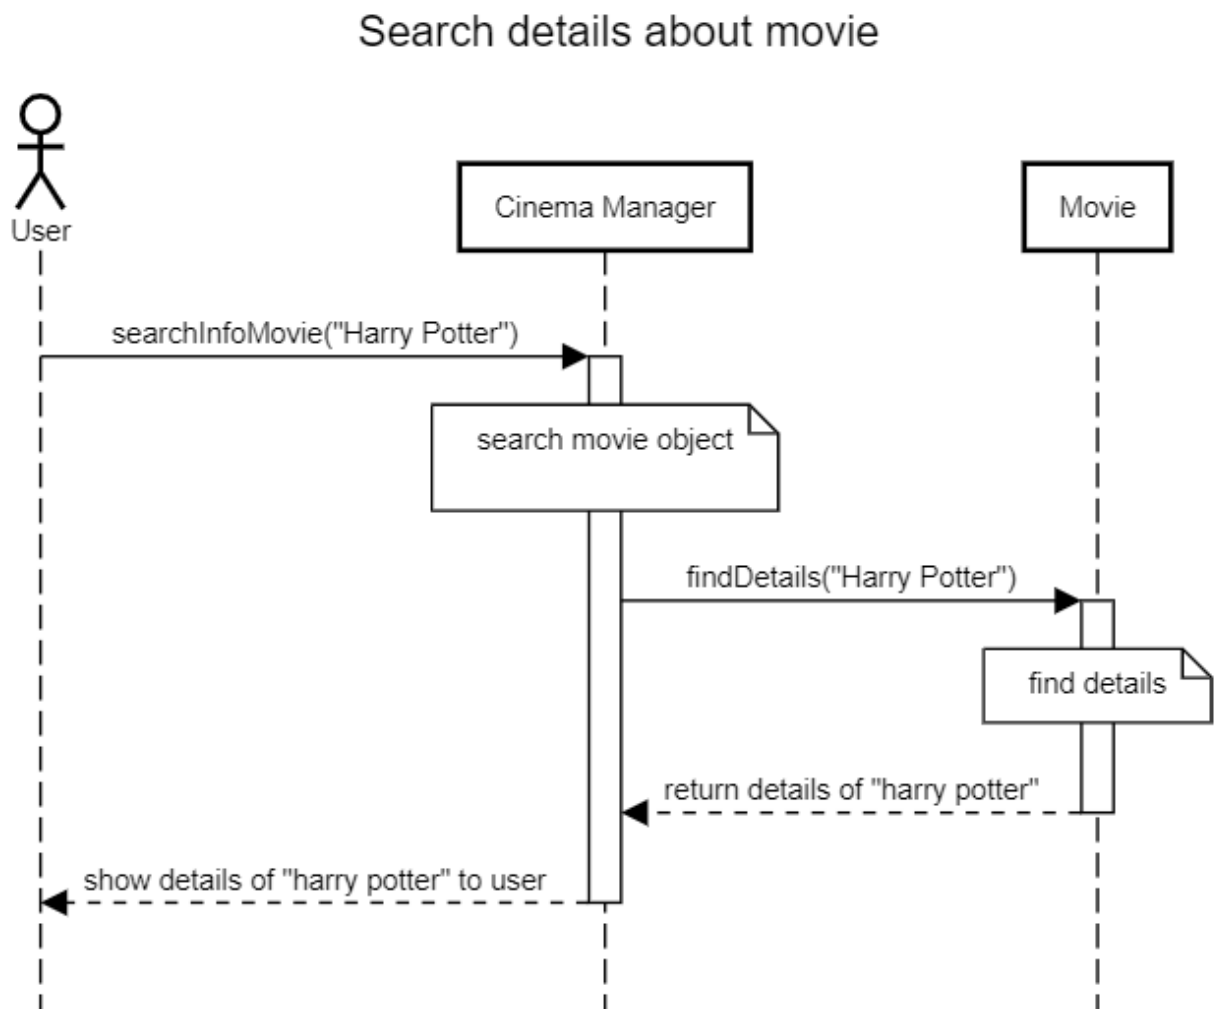 Search details about movie
User
Cinema Manager
Movie
searchInfoMovie("Harry Potter")
search movie object
findDetails("Harry Potter")
find details
return details of "harry potter"
show details of "harry potter" to user